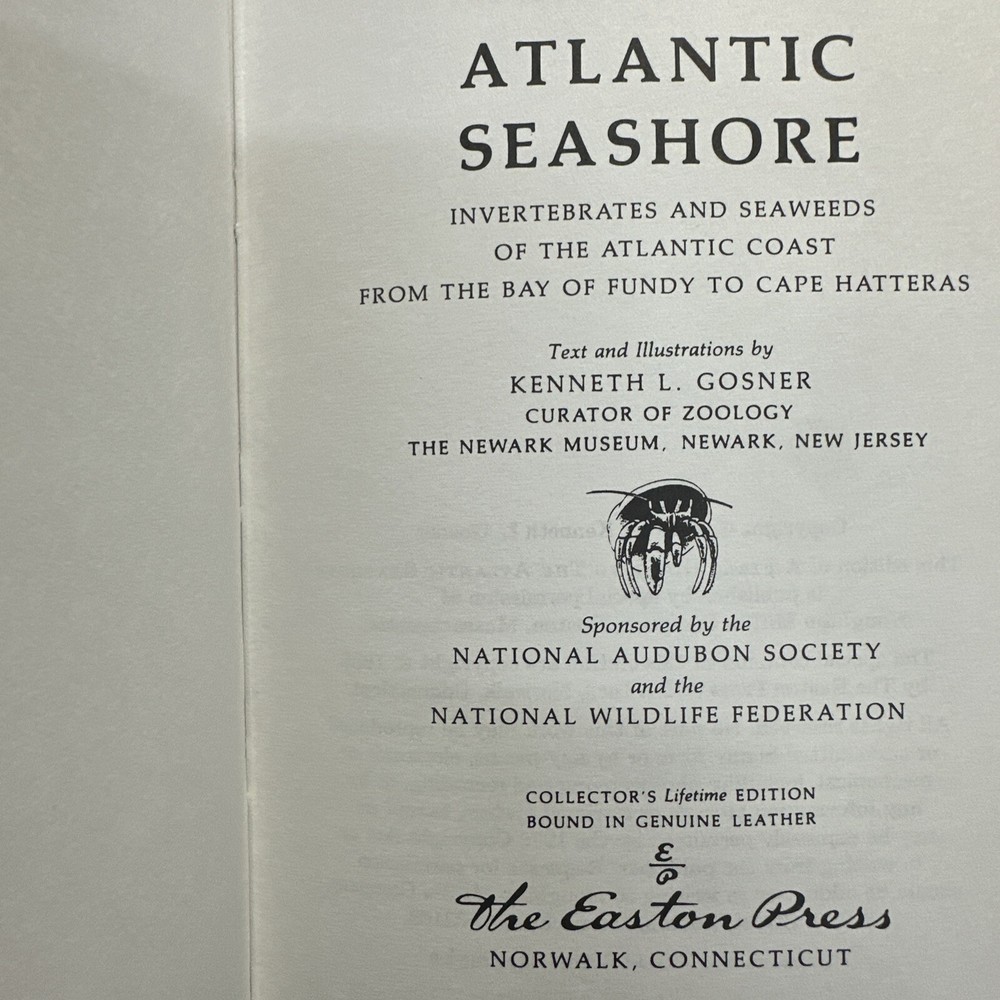 ATLANTIC
SEASHORE
INVERTEBRATES AND SEAWEEDS
OF THE ATLANTIC COAST
FROM THE BAY OF FUNDY TO CAPE HATTERAS
Text and Illustrations by
KENNETH L. GOSNER
CURATOR OF ZOOLOGY
THE NEWARK MUSEUM, NEWARK, NEW JERSEY
Sponsored by the
NATIONAL AUDUBON SOCIETY
and the
NATIONAL WILDLIFE FEDERATION
COLLECTOR'S Lifetime EDITION
BOUND IN GENUINE LEATHER
E
P
The Easton Press
NORWALK, CONNECTICUT